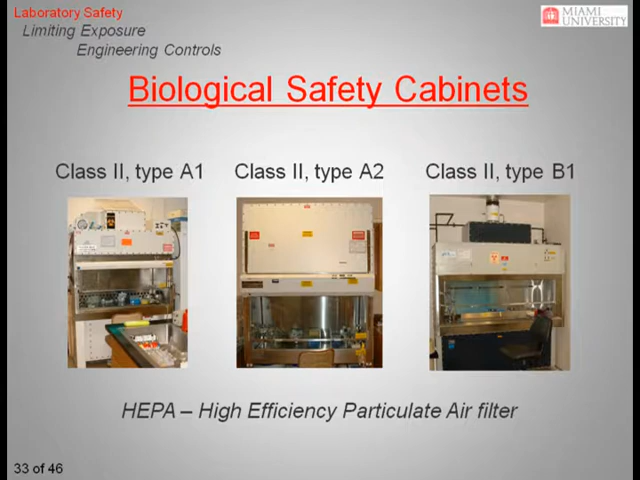 Laboratory Safety
Limiting Exposure
Engineering Controls
MIAMI
UNIVERSITY
Biological Safety Cabinets
Class II, type A1
Class II, type A2
Class II, type B1
HEPA – High Efficiency Particulate Air filter
33 of 46